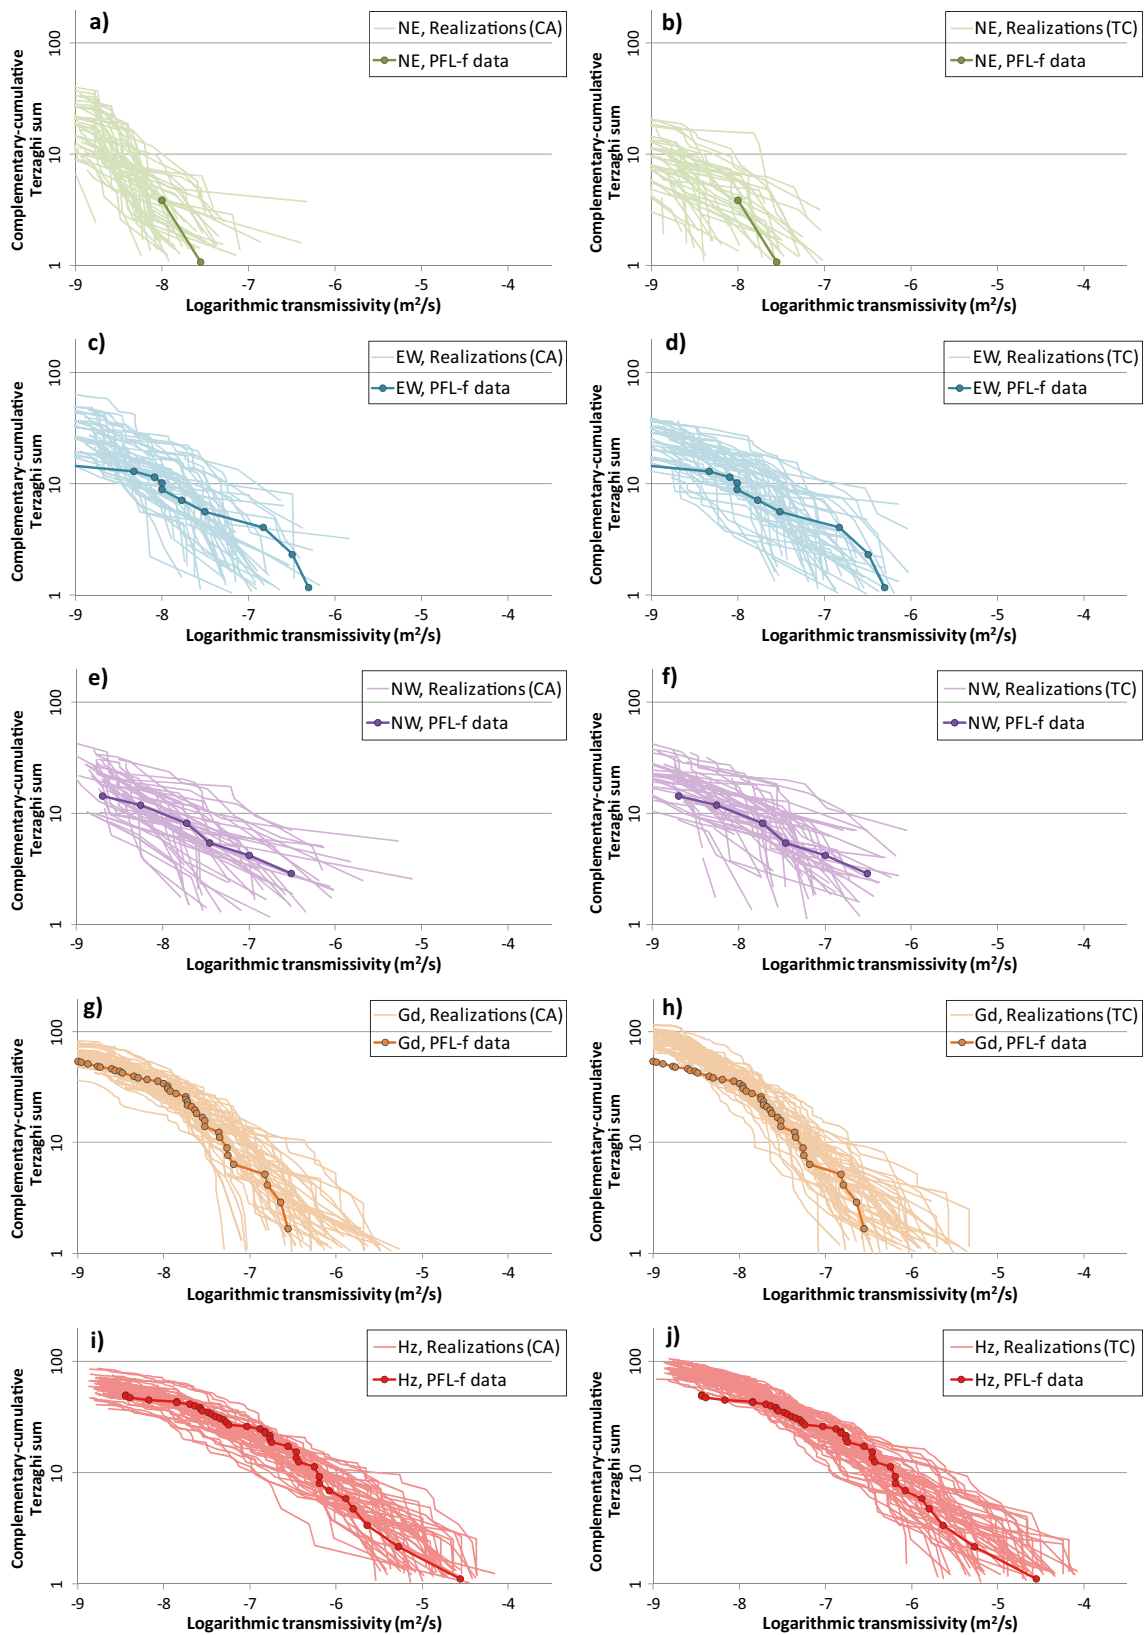 a)
NE, Realizations (CA)
NE, PFL-f data
Complementary-cumulative
Terzaghi sum
100
10
1
-9 -8 -7 -6 -5 -4
Logarithmic transmissivity (m²/s)
b)
NE, Realizations (TC)
NE, PFL-f data
Complementary-cumulative
Terzaghi sum
100
10
1
-9 -8 -7 -6 -5 -4
Logarithmic transmissivity (m²/s)
c)
EW, Realizations (CA)
EW, PFL-f data
Complementary-cumulative
Terzaghi sum
100
10
1
-9 -8 -7 -6 -5 -4
Logarithmic transmissivity (m²/s)
d)
EW, Realizations (TC)
EW, PFL-f data
Complementary-cumulative
Terzaghi sum
100
10
1
-9 -8 -7 -6 -5 -4
Logarithmic transmissivity (m²/s)
e)
NW, Realizations (CA)
NW, PFL-f data
Complementary-cumulative
Terzaghi sum
100
10
1
-9 -8 -7 -6 -5 -4
Logarithmic transmissivity (m²/s)
f)
NW, Realizations (TC)
NW, PFL-f data
Complementary-cumulative
Terzaghi sum
100
10
1
-9 -8 -7 -6 -5 -4
Logarithmic transmissivity (m²/s)
g)
Gd, Realizations (CA)
Gd, PFL-f data
Complementary-cumulative
Terzaghi sum
100
10
1
-9 -8 -7 -6 -5 -4
Logarithmic transmissivity (m²/s)
h)
Gd, Realizations (TC)
Gd, PFL-f data
Complementary-cumulative
Terzaghi sum
100
10
1
-9 -8 -7 -6 -5 -4
Logarithmic transmissivity (m²/s)
i)
Hz, Realizations (CA)
Hz, PFL-f data
Complementary-cumulative
Terzaghi sum
100
10
1
-9 -8 -7 -6 -5 -4
Logarithmic transmissivity (m²/s)
j)
Hz, Realizations (TC)
Hz, PFL-f data
Complementary-cumulative
Terzaghi sum
100
10
1
-9 -8 -7 -6 -5 -4
Logarithmic transmissivity (m²/s)